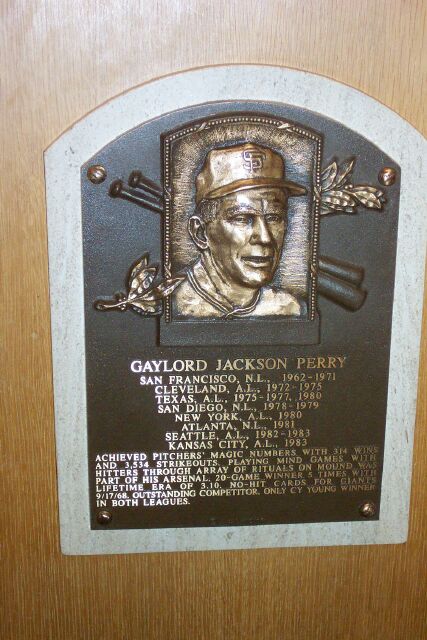 SF
GAYLORD JACKSON PERRY
SAN FRANCISCO, N.L., 1962-1971
CLEVELAND, A.L., 1972-1975
TEXAS, A.L., 1975-1977, 1980
SAN DIEGO, N.L., 1978-1979
NEW YORK, A.L., 1980
ATLANTA, N.L., 1981
SEATTLE, A.L., 1982-1983
KANSAS CITY, A.L., 1983
ACHIEVED PITCHERS' MAGIC NUMBERS WITH 314 WINS
AND 3,534 STRIKEOUTS. PLAYING MIND GAMES WITH
HITTERS THROUGH ARRAY OF RITUALS ON MOUND WAS
PART OF HIS ARSENAL. 20-GAME WINNER 5 TIMES WITH
LIFETIME ERA OF 3.10. NO-HIT CARDS FOR GIANTS
9/17/68. OUTSTANDING COMPETITOR. ONLY CY YOUNG WINNER
IN BOTH LEAGUES.